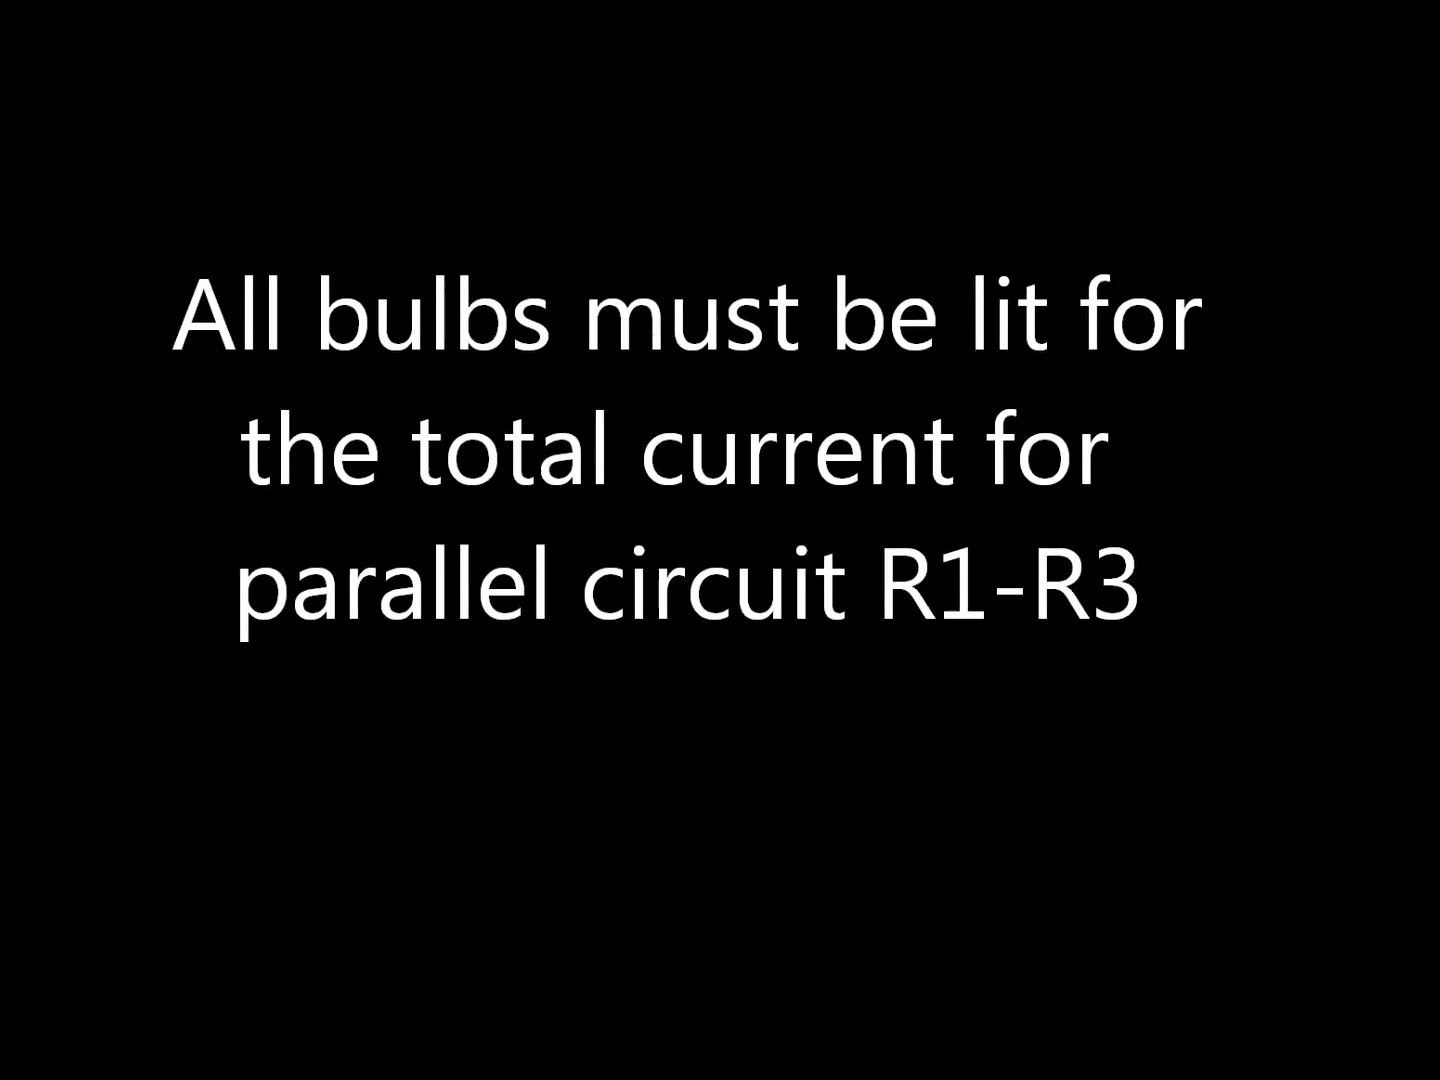 All bulbs must be lit for
the total current for
parallel circuit R1-R3